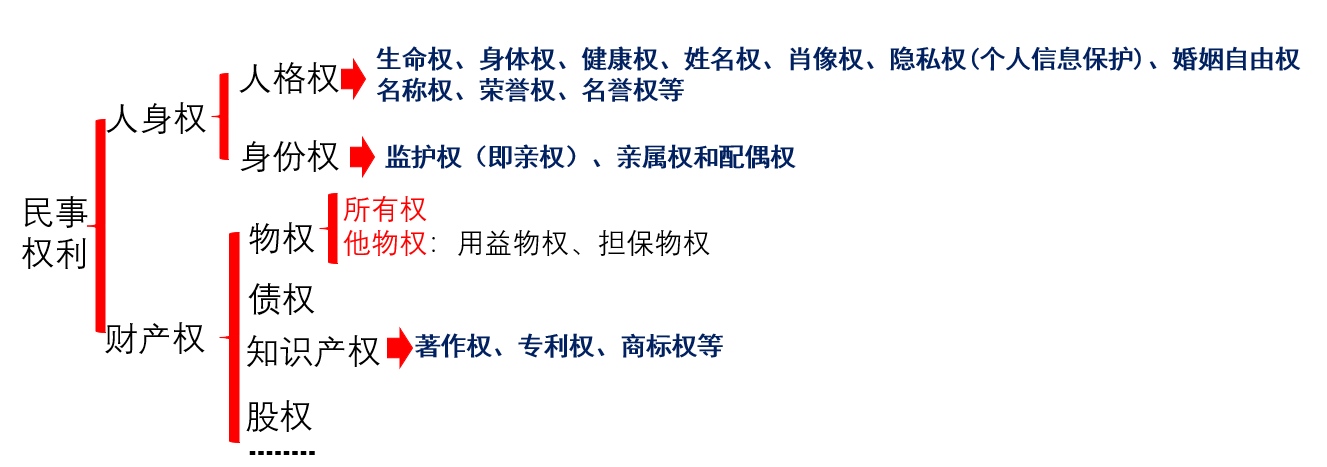 生命权、身体权、健康权、姓名权、肖像权、隐私权(个人信息保护)、婚姻自由权
人格权
名称权、荣誉权、名誉权等
人身权
身份权
监护权（即亲权）、亲属权和配偶权
民事
权利
所有权
物权
他物权：用益物权、担保物权
债权
财产权
知识产权
著作权、专利权、商标权等
股权
........